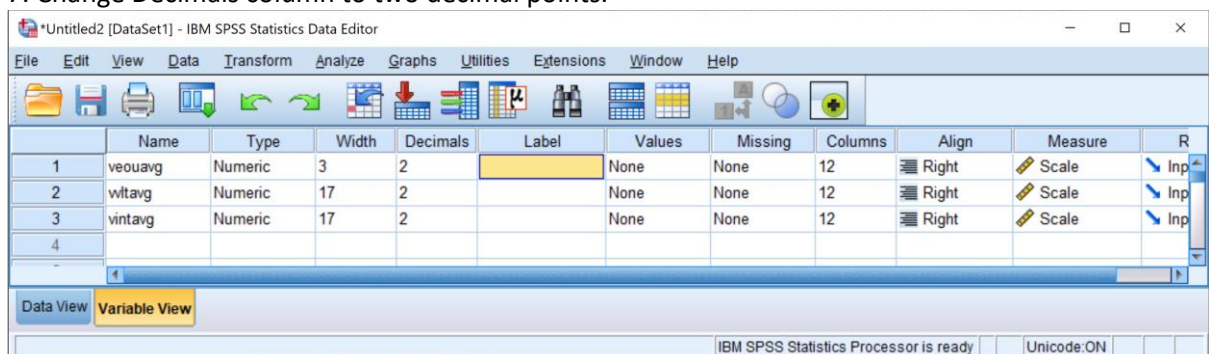 7. Change Decimals column to two decimal points.
*Untitled2 [DataSet1] - IBM SPSS Statistics Data Editor
File Edit View Data Transform Analyze Graphs Utilities Extensions Window Help
Name Type Width Decimals Label Values Missing Columns Align Measure R
1 veouavg Numeric 3 2 None None 12 Right Scale Inp
2 vvltavg Numeric 17 2 None None 12 Right Scale Inp
3 vintavg Numeric 17 2 None None 12 Right Scale Inp
4
Data View Variable View
IBM SPSS Statistics Processor is ready Unicode:ON